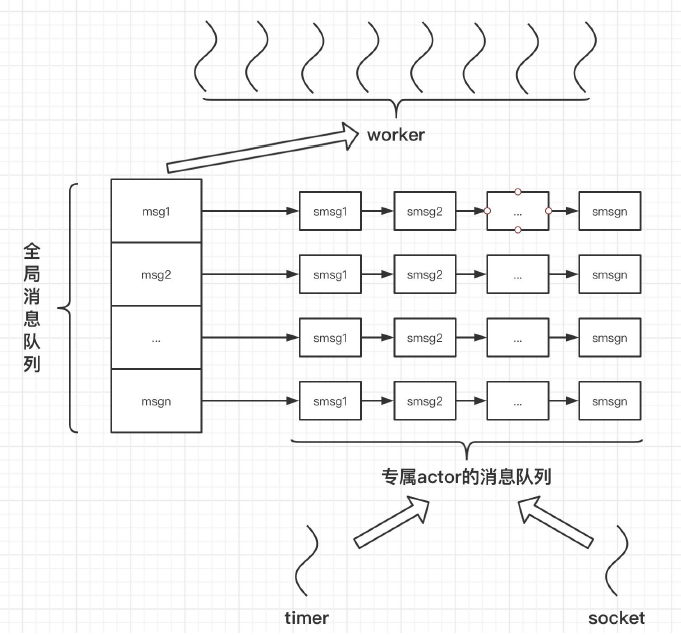 worker
全局消息队列
msg1
smsg1
smsg2
...
smsgn
msg2
smsg1
smsg2
...
smsgn
...
smsg1
smsg2
...
smsgn
msgn
smsg1
smsg2
...
smsgn
专属actor的消息队列
timer
socket